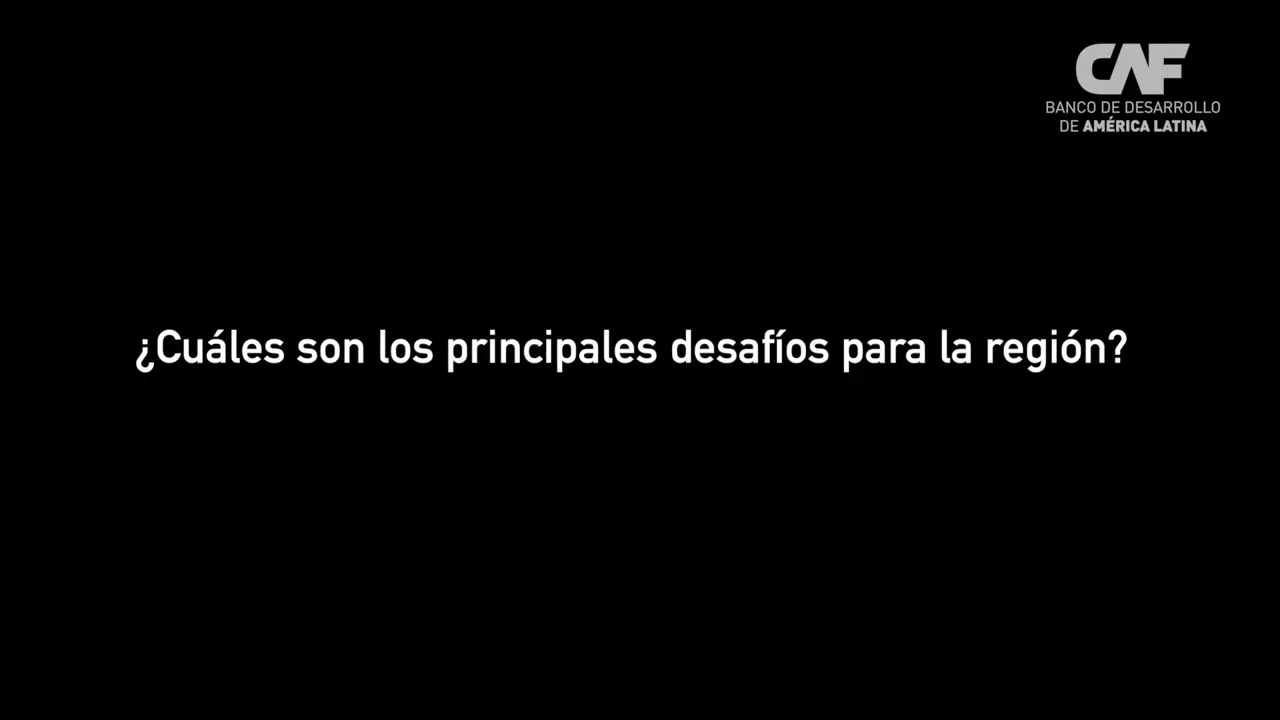 CAF
BANCO DE DESARROLLO
DE AMÉRICA LATINA
¿Cuáles son los principales desafíos para la región?